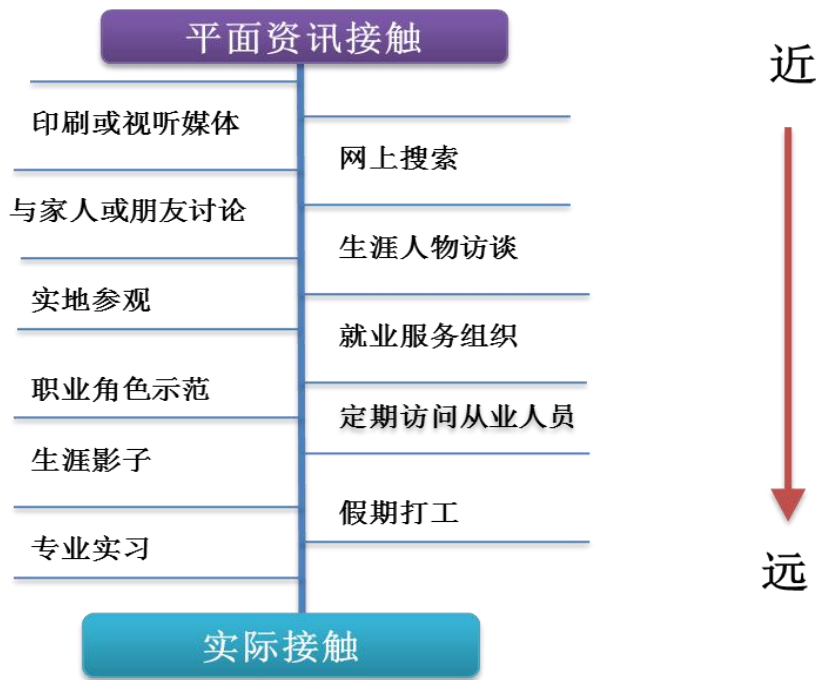 平面资讯接触
近
印刷或视听媒体
网上搜索
与家人或朋友讨论
生涯人物访谈
实地参观
就业服务组织
职业角色示范
定期访问从业人员
生涯影子
假期打工
专业实习
远
实际接触